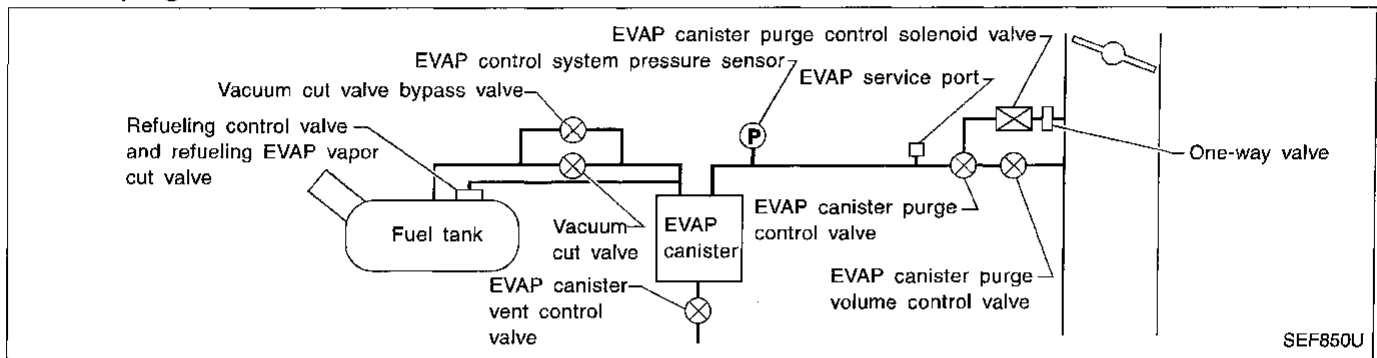 EVAP canister purge control solenoid valve
EVAP control system pressure sensor
EVAP service port
Vacuum cut valve bypass valve
Refueling control valve
and refueling EVAP vapor
cut valve
P
One-way valve
Fuel tank
Vacuum
cut valve
EVAP
canister
EVAP canister purge
control valve
EVAP canister
vent control
valve
EVAP canister purge
volume control valve
SEF850U